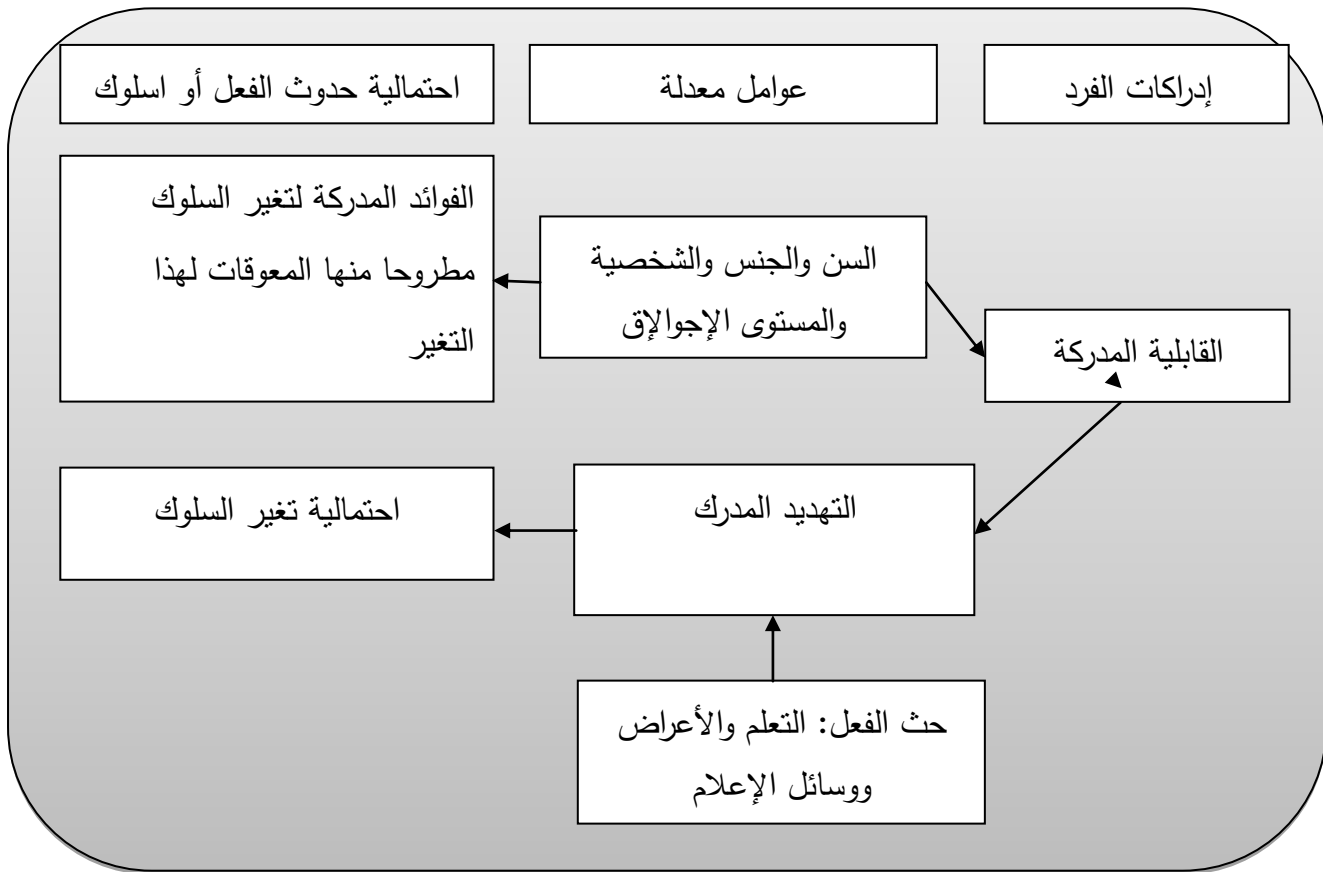 إدراكات الفرد
عوامل معدلة
احتمالية حدوث الفعل أو اسلوك
الفوائد المدركة لتغير السلوك
مطروحا منها المعوقات لهذا
التغير
السن والجنس والشخصية
والمستوى الإجوالإق
القابلية المدركة
التهديد المدرك
احتمالية تغير السلوك
حث الفعل: التعلم والأعراض
ووسائل الإعلام